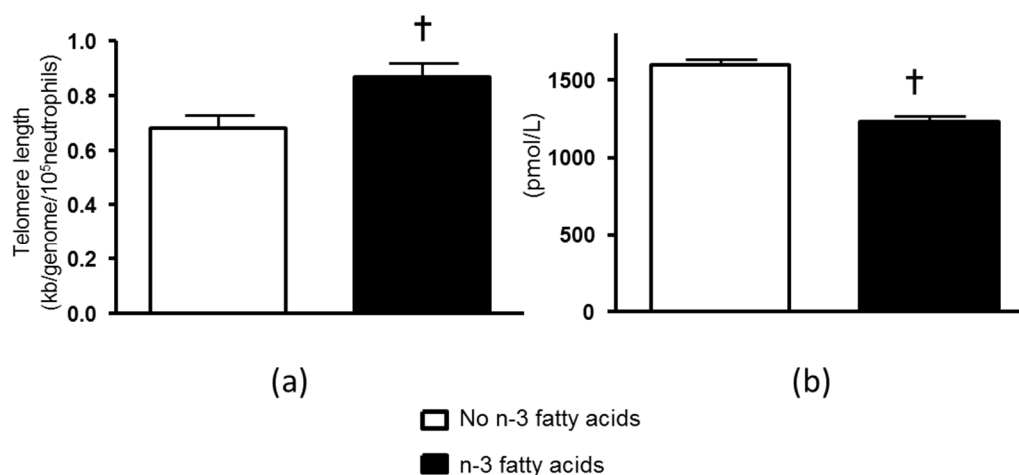 †
1.0
0.8
0.6
0.4
0.2
0.0
Telomere length
(kb/genome/10⁵neutrophils)
(a)
†
1500
1000
500
0
(pmol/L)
(b)
No n-3 fatty acids
n-3 fatty acids